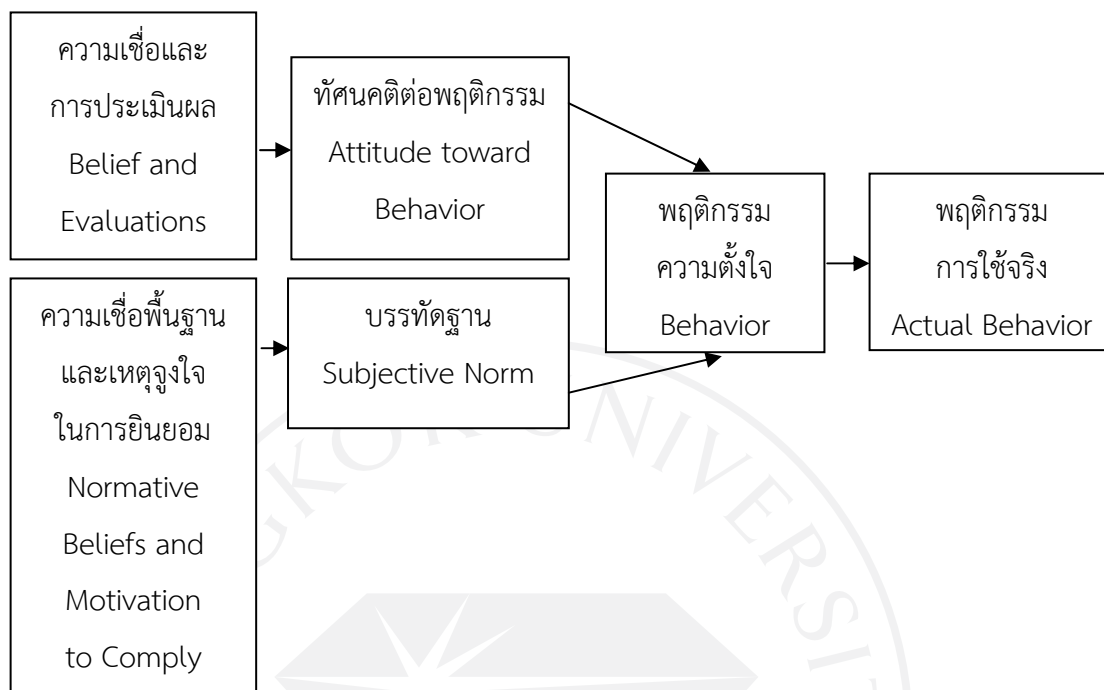 ความเชื่อและ
การประเมินผล
Belief and
Evaluations
ทัศนคติต่อพฤติกรรม
Attitude toward
Behavior
พฤติกรรม
ความตั้งใจ
Behavior
พฤติกรรม
การใช้จริง
Actual Behavior
ความเชื่อพื้นฐาน
และเหตุจูงใจ
ในการยินยอม
Normative
Beliefs and
Motivation
to Comply
บรรทัดฐาน
Subjective Norm
GKOK UNIVERSI